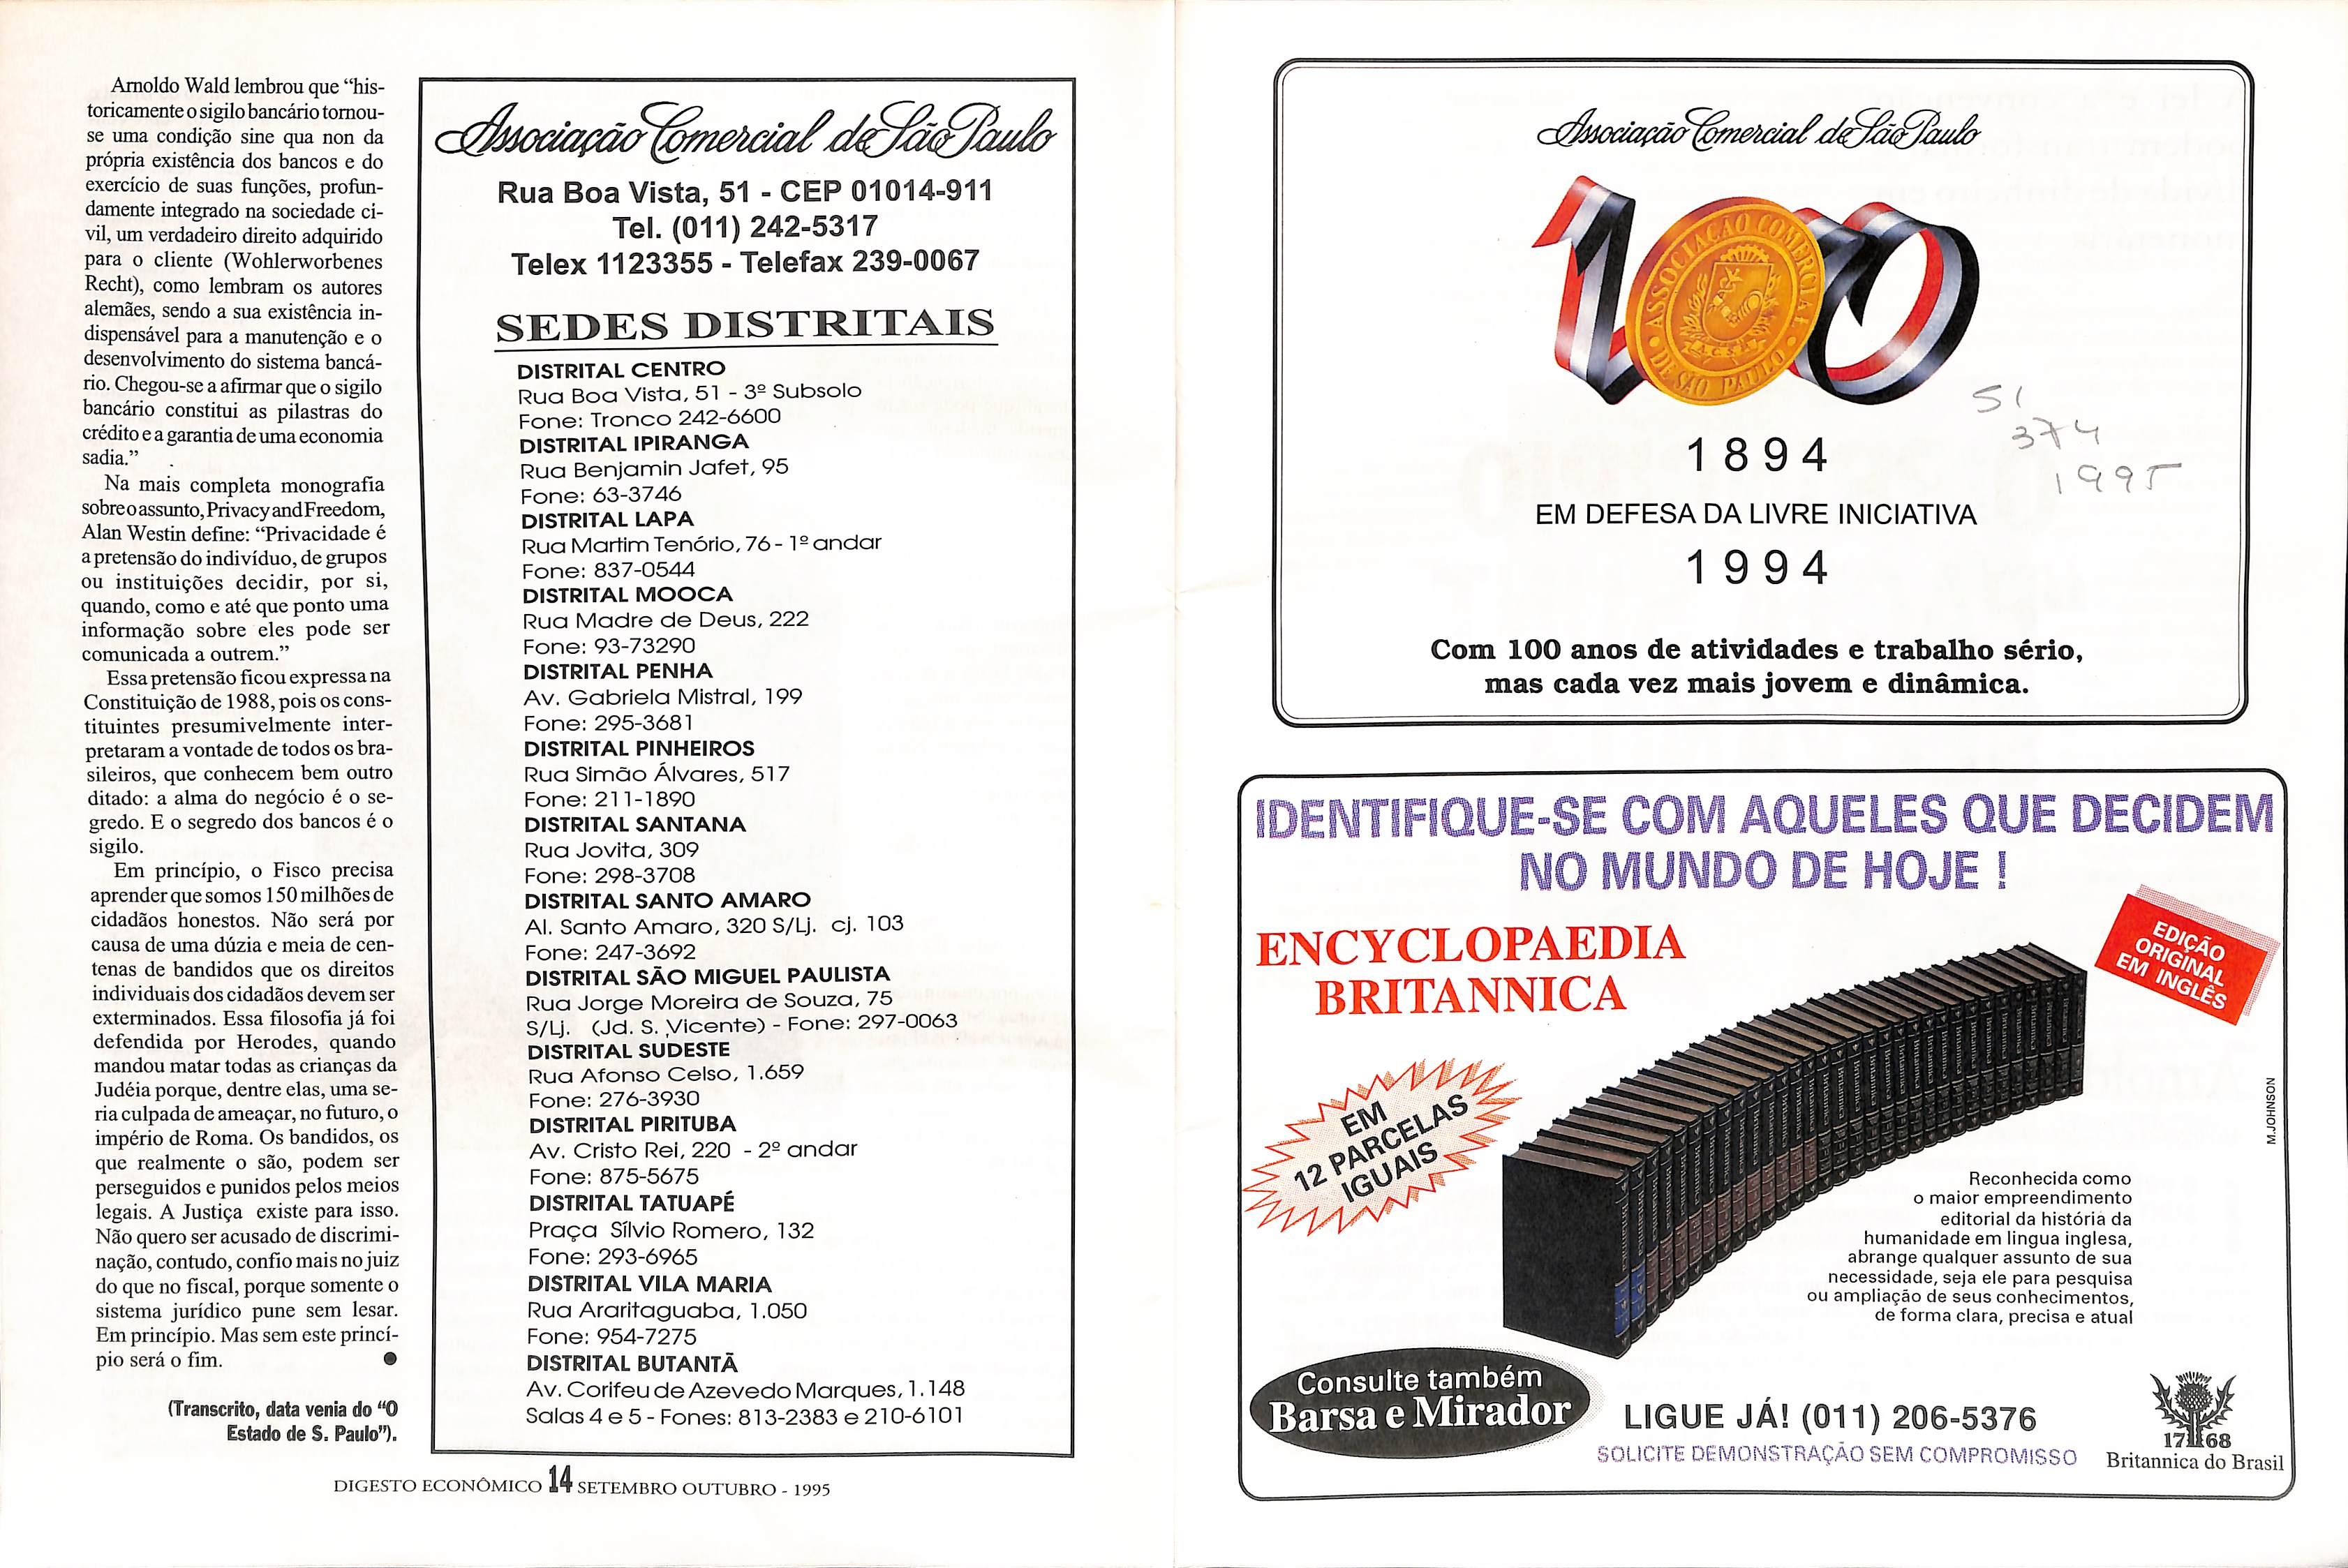 Arnoldo Wald lembrou que “his-
toricamente o sigilo bancário tornou-
se uma condição sine qua non da
própria existência dos bancos e do
exercício de suas funções, profun-
damente integrado na sociedade ci-
vil, um verdadeiro direito adquirido
para o cliente (Wohlerworbenes
Recht), como lembram os autores
alemães, sendo a sua existência in-
dispensável para a manutenção e o
desenvolvimento do sistema bancá-
rio. Chegou-se a afirmar que o sigilo
bancário constitui as pilastras do
crédito e a garantia de uma economia
sadia.”
Na mais completa monografia
sobre o assunto, Privacy and Freedom,
Alan Westin define: “Privacidade é
a pretensão do indivíduo, de grupos
ou instituições decidir, por si,
quando, como e até que ponto uma
informação sobre eles pode ser
comunicada a outrem.”
Essa pretensão ficou expressa na
Constituição de 1988, pois os cons-
tituintes presumivelmente inter-
pretaram a vontade de todos os bra-
sileiros, que conhecem bem outro
ditado: a alma do negócio é o se-
gredo. E o segredo dos bancos é o
sigilo.
Em princípio, o Fisco precisa
aprender que somos 150 milhões de
cidadãos honestos. Não será por
causa de uma dúzia e meia de cen-
tenas de bandidos que os direitos
individuais dos cidadãos devem ser
exterminados. Essa filosofia já foi
defendida por Herodes, quando
mandou matar todas as crianças da
Judéia porque, dentre elas, uma se-
ria culpada de ameaçar, no futuro, o
império de Roma. Os bandidos, os
que realmente o são, podem ser
perseguidos e punidos pelos meios
legais. A Justiça existe para isso.
Não quero ser acusado de discrimi-
nação, contudo, confio mais no juiz
do que no fiscal, porque somente o
sistema jurídico pune sem lesar.
Em princípio. Mas sem este princí-
pio será o fim. ●
(Transcrito, data venia do “O
Estado de S. Paulo”).
Associação Comercial de São Paulo
Rua Boa Vista, 51 - CEP 01014-911
Tel. (011) 242-5317
Telex 1123355 - Telefax 239-0067
SEDES DISTRITAIS
DISTRITAL CENTRO
Rua Boa Vista, 51 - 3º Subsolo
Fone: Tronco 242-6600
DISTRITAL IPIRANGA
Rua Benjamin Jafet, 95
Fone: 63-3746
DISTRITAL LAPA
Rua Martim Tenório, 76 - 1º andar
Fone: 837-0544
DISTRITAL MOOCA
Rua Madre de Deus, 222
Fone: 93-73290
DISTRITAL PENHA
Av. Gabriela Mistral, 199
Fone: 295-3681
DISTRITAL PINHEIROS
Rua Simão Álvares, 517
Fone: 211-1890
DISTRITAL SANTANA
Rua Jovita, 309
Fone: 298-3708
DISTRITAL SANTO AMARO
Al. Santo Amaro, 320 S/Lj. cj. 103
Fone: 247-3692
DISTRITAL SÃO MIGUEL PAULISTA
Rua Jorge Moreira de Souza, 75
S/Lj. (Jd. S. Vicente) - Fone: 297-0063
DISTRITAL SUDESTE
Rua Afonso Celso, 1.659
Fone: 276-3930
DISTRITAL PIRITUBA
Av. Cristo Rei, 220 - 2º andar
Fone: 875-5675
DISTRITAL TATUAPÉ
Praça Sílvio Romero, 132
Fone: 293-6965
DISTRITAL VILA MARIA
Rua Araritaguaba, 1.050
Fone: 954-7275
DISTRITAL BUTANTÃ
Av. Corifeu de Azevedo Marques, 1.148
Salas 4 e 5 - Fones: 813-2383 e 210-6101
DIGESTO ECONÔMICO 14 SETEMBRO OUTUBRO - 1995
Associação Comercial de São Paulo
100
ASSOCIAÇÃO COMERCIAL
DE SÃO PAULO
A.C.S.P.
51
374
1995
1894
EM DEFESA DA LIVRE INICIATIVA
1994
Com 100 anos de atividades e trabalho sério,
mas cada vez mais jovem e dinâmica.
IDENTIFIQUE-SE COM AQUELES QUE DECIDEM
NO MUNDO DE HOJE !
ENCYCLOPAEDIA
BRITANNICA
EDIÇÃO
ORIGINAL
EM INGLÊS
EM
12 PARCELAS
IGUAIS
M.JOHNSON
Reconhecida como
o maior empreendimento
editorial da história da
humanidade em lingua inglesa,
abrange qualquer assunto de sua
necessidade, seja ele para pesquisa
ou ampliação de seus conhecimentos,
de forma clara, precisa e atual
Consulte também
Barsa e Mirador
LIGUE JÁ! (011) 206-5376
SOLICITE DEMONSTRAÇÃO SEM COMPROMISSO
1768
Britannica do Brasil